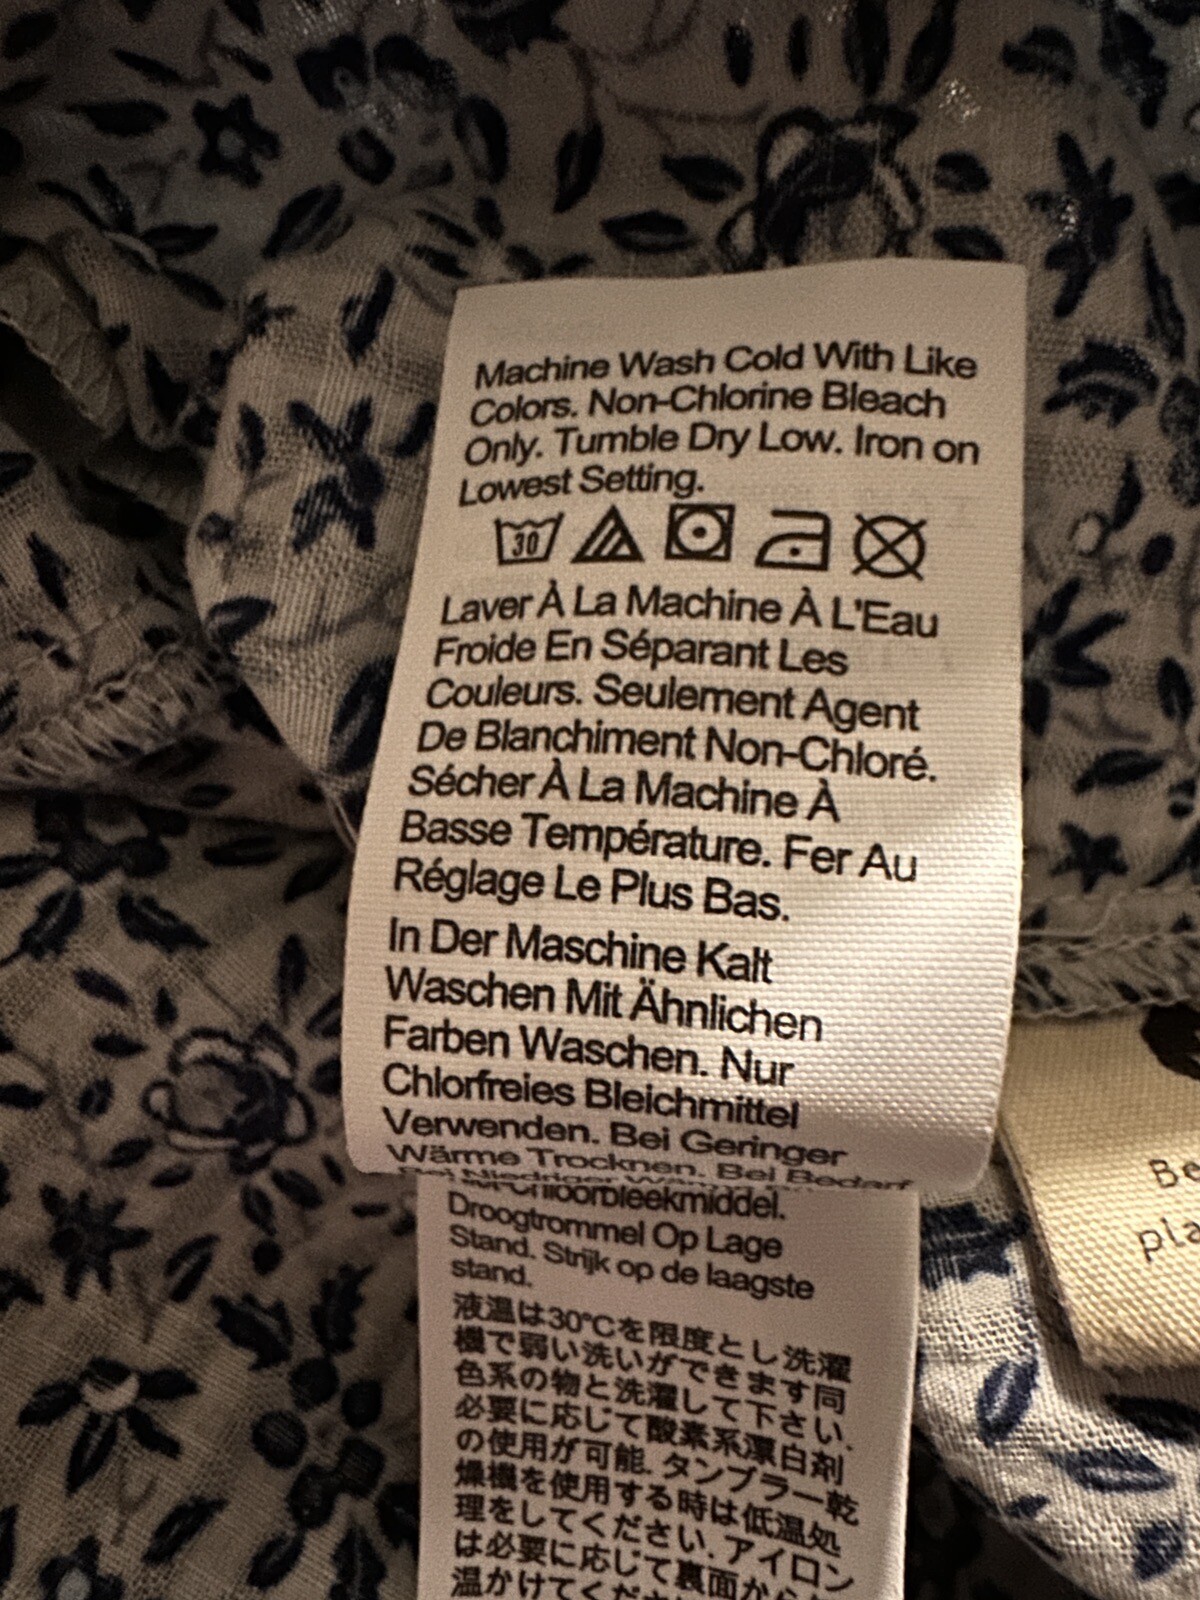 Machine Wash Cold With Like
Colors. Non-Chlorine Bleach
Only. Tumble Dry Low. Iron on
Lowest Setting.
30
Laver À La Machine À L'Eau
Froide En Séparant Les
Couleurs. Seulement Agent
De Blanchiment Non-Chloré.
Sécher À La Machine À
Basse Température. Fer Au
Réglage Le Plus Bas.
In Der Maschine Kalt
Waschen Mit Ähnlichen
Farben Waschen. Nur
Chlorfreies Bleichmittel
Verwenden. Bei Geringer
Wärme Trocknen. Bei Bedarf
Bei Niedriger
Droogtrommel Op Lage
Stand. Strijk op de laagste
stand.
液温は30℃を限度とし洗濯
機で弱い洗いができます同
色系の物と洗濯して下さい.
必要に応じて酸素系漂白剤
の使用が可能. タンブラー乾
燥機を使用する時は低温処
理をしてください. アイロン
は必要に応じて裏面から
温かけてくだ